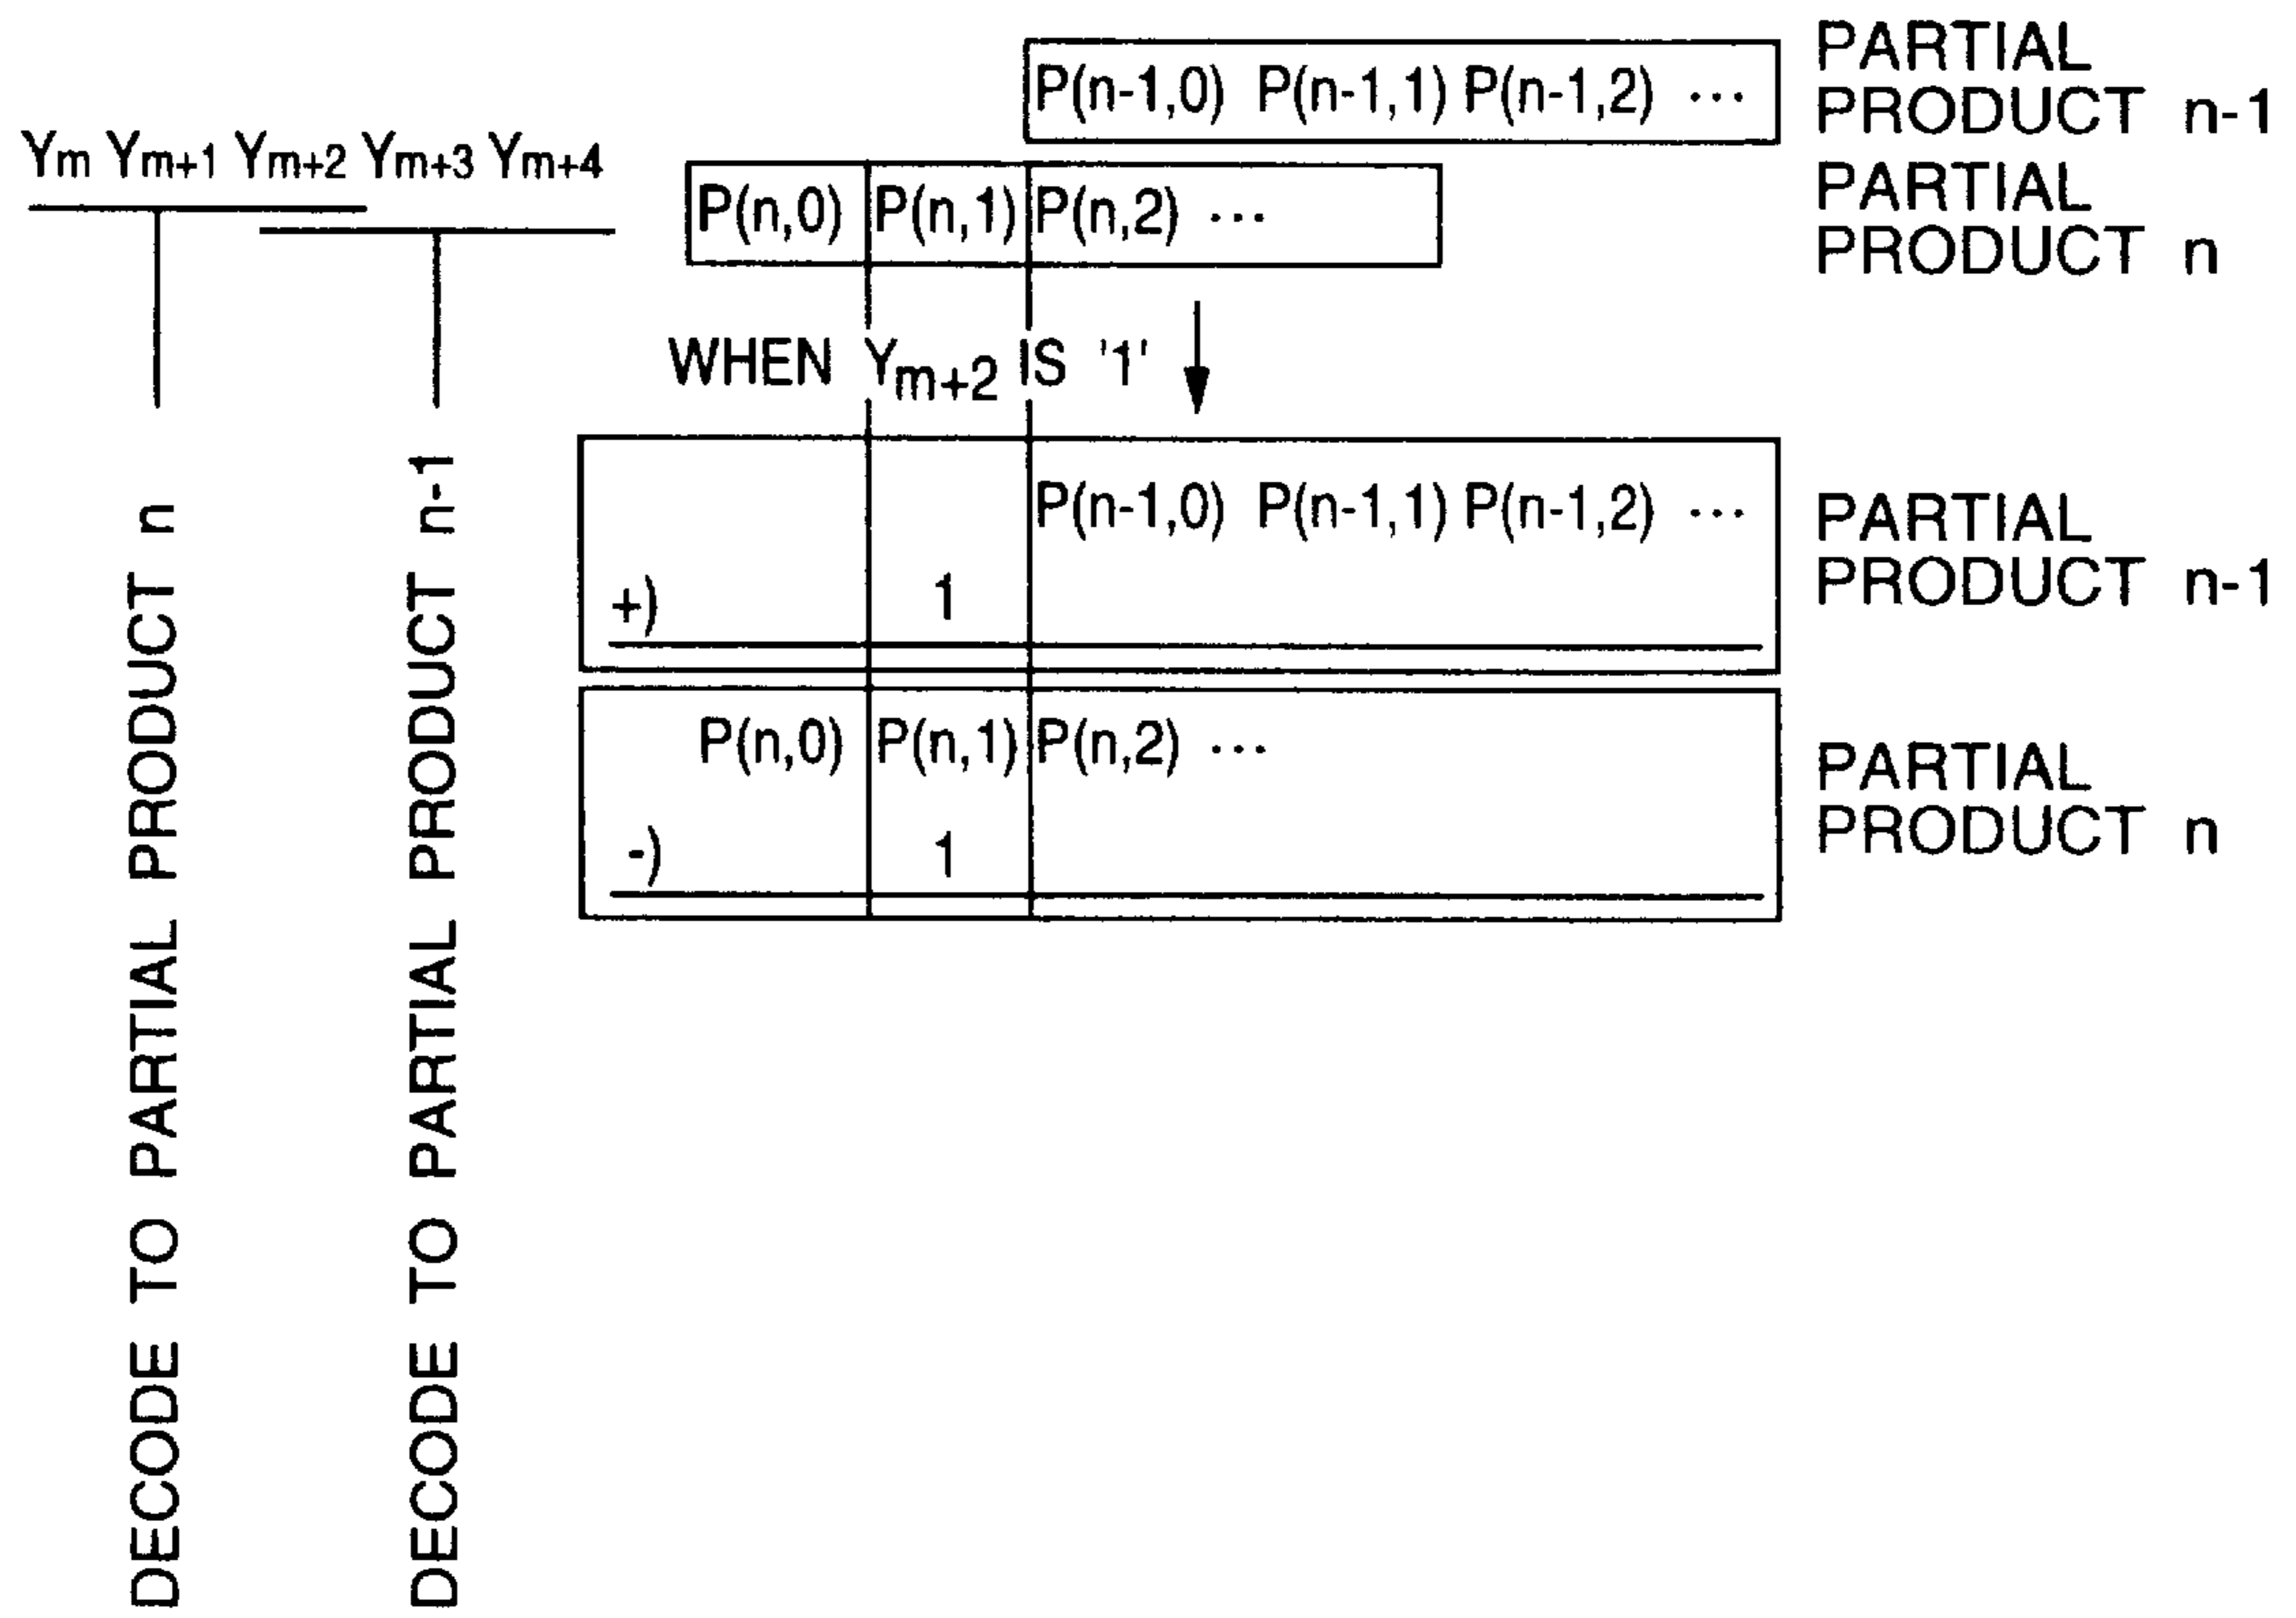 P(n-1,0) P(n-1,1) P(n-1,2) ...
PARTIAL
PRODUCT n-1
Ym Ym+1 Ym+2 Ym+3 Ym+4
P(n,0) P(n,1) P(n,2) ...
PARTIAL
PRODUCT n
WHEN Ym+2 IS '1'
P(n-1,0) P(n-1,1) P(n-1,2) ...
+) 1
PARTIAL
PRODUCT n-1
P(n,0) P(n,1) P(n,2) ...
-) 1
PARTIAL
PRODUCT n
DECODE TO PARTIAL PRODUCT n
DECODE TO PARTIAL PRODUCT n-1